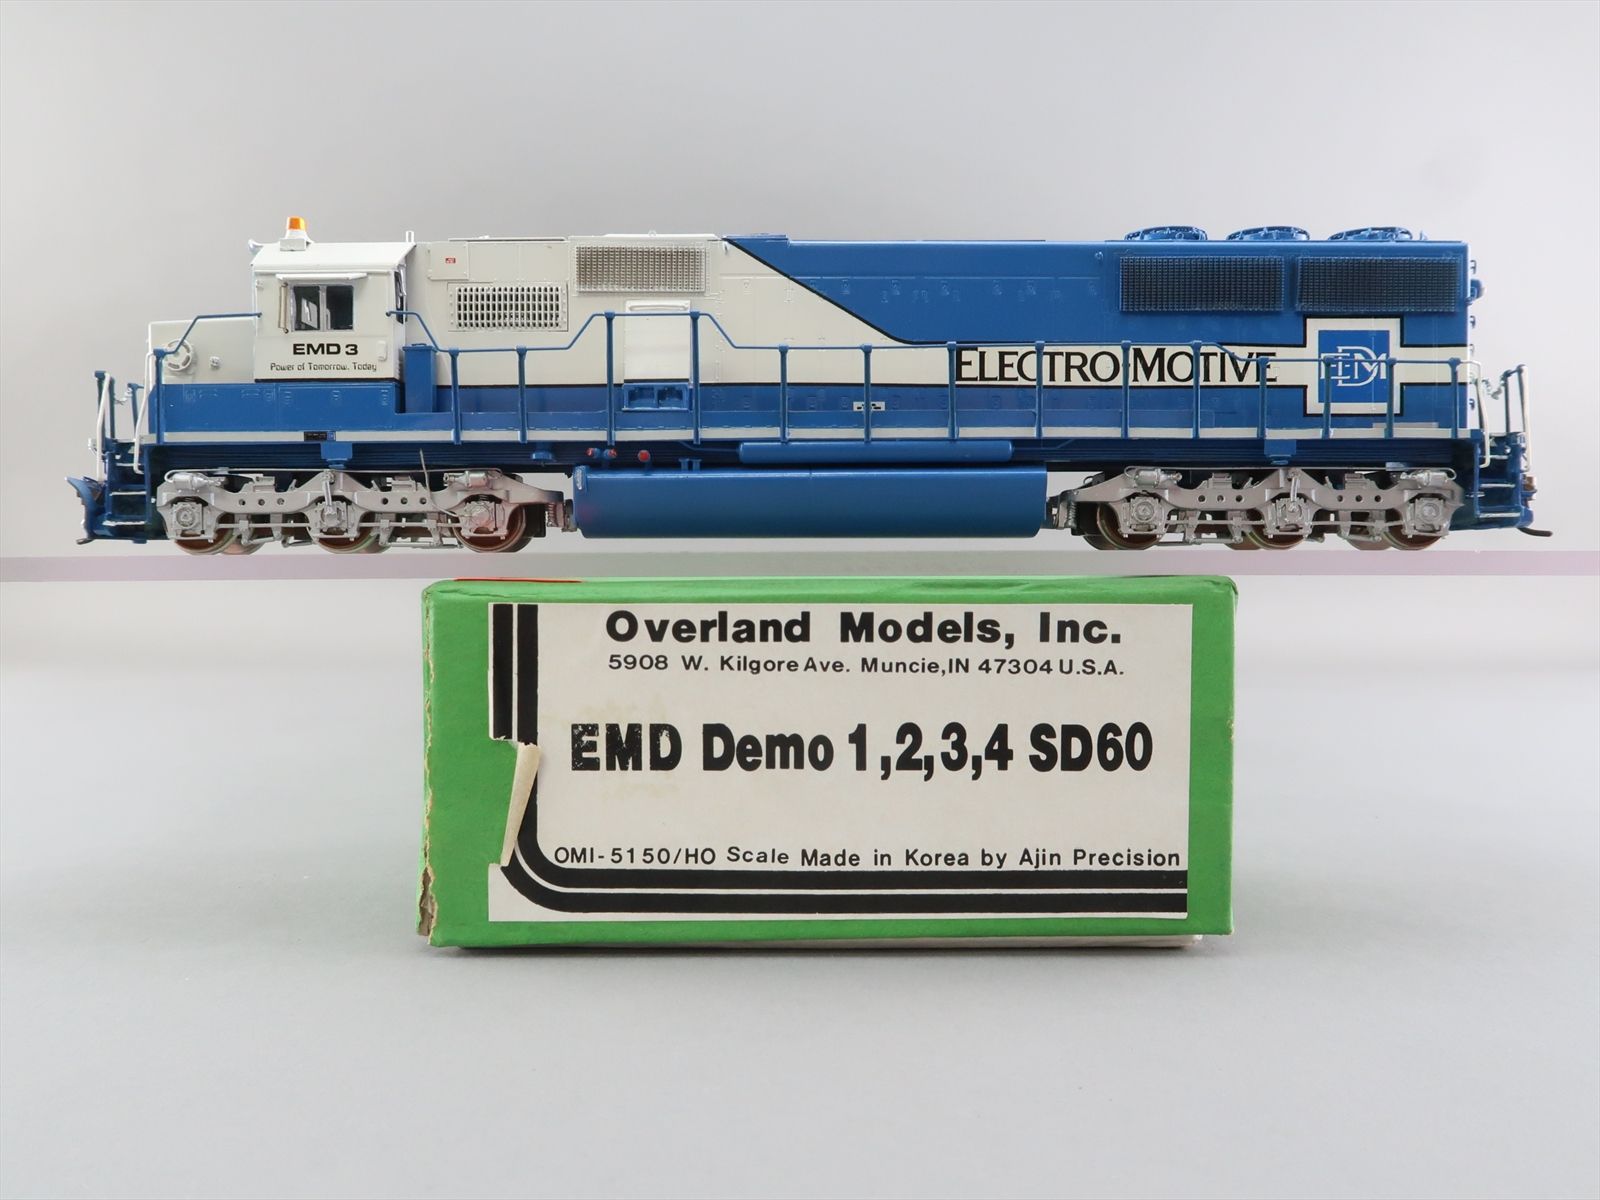 EMD 3
Power of Tomorrow. Today
ELECTRO-MOTIVE
EMD
Overland Models, Inc.
5908 W. Kilgore Ave. Muncie, IN 47304 U.S.A.
EMD Demo 1,2,3,4 SD60
OMI-5150/HO Scale Made in Korea by Ajin Precision